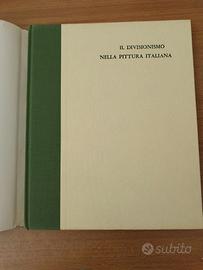 IL DIVISIONISMO
NELLA PITTURA ITALIANA
subito